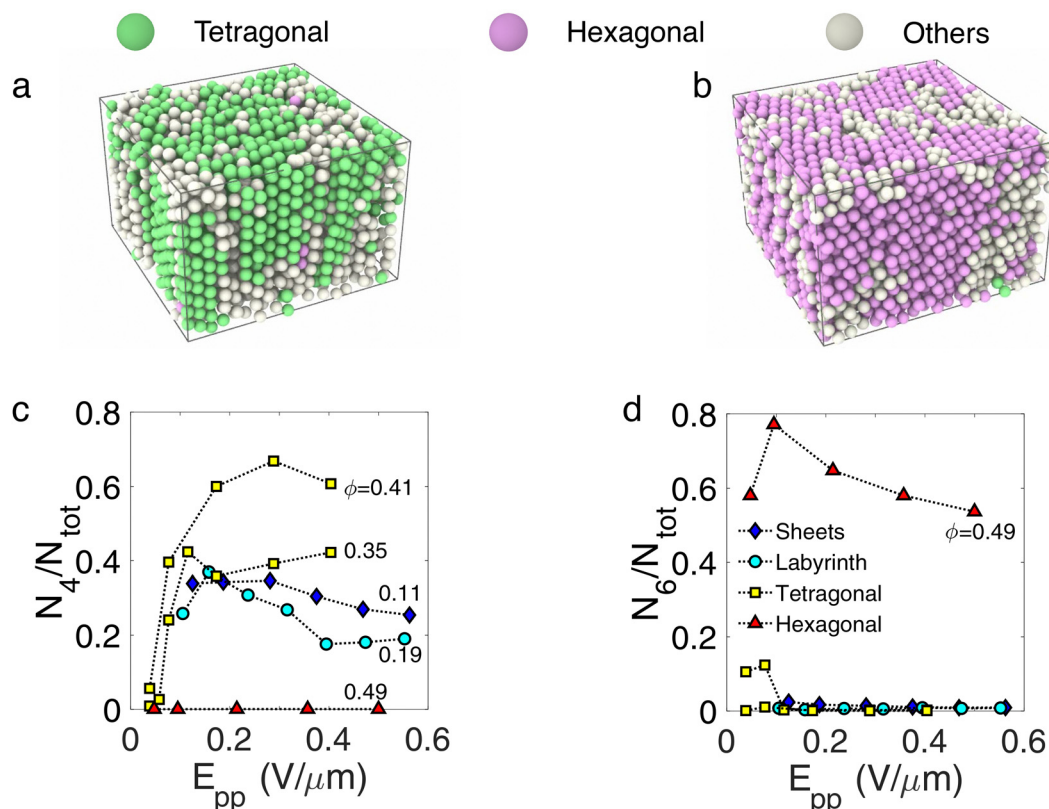 Tetragonal Hexagonal Others
a b
c d
0.8
0.6
0.4
0.2
0
N4/Ntot
ϕ=0.41
0.35
0.11
0.19
0.49
0 0.2 0.4 0.6
Epp (V/μm)
0.8
0.6
0.4
0.2
0
N6/Ntot
ϕ=0.49
Sheets
Labyrinth
Tetragonal
Hexagonal
0 0.2 0.4 0.6
Epp (V/μm)